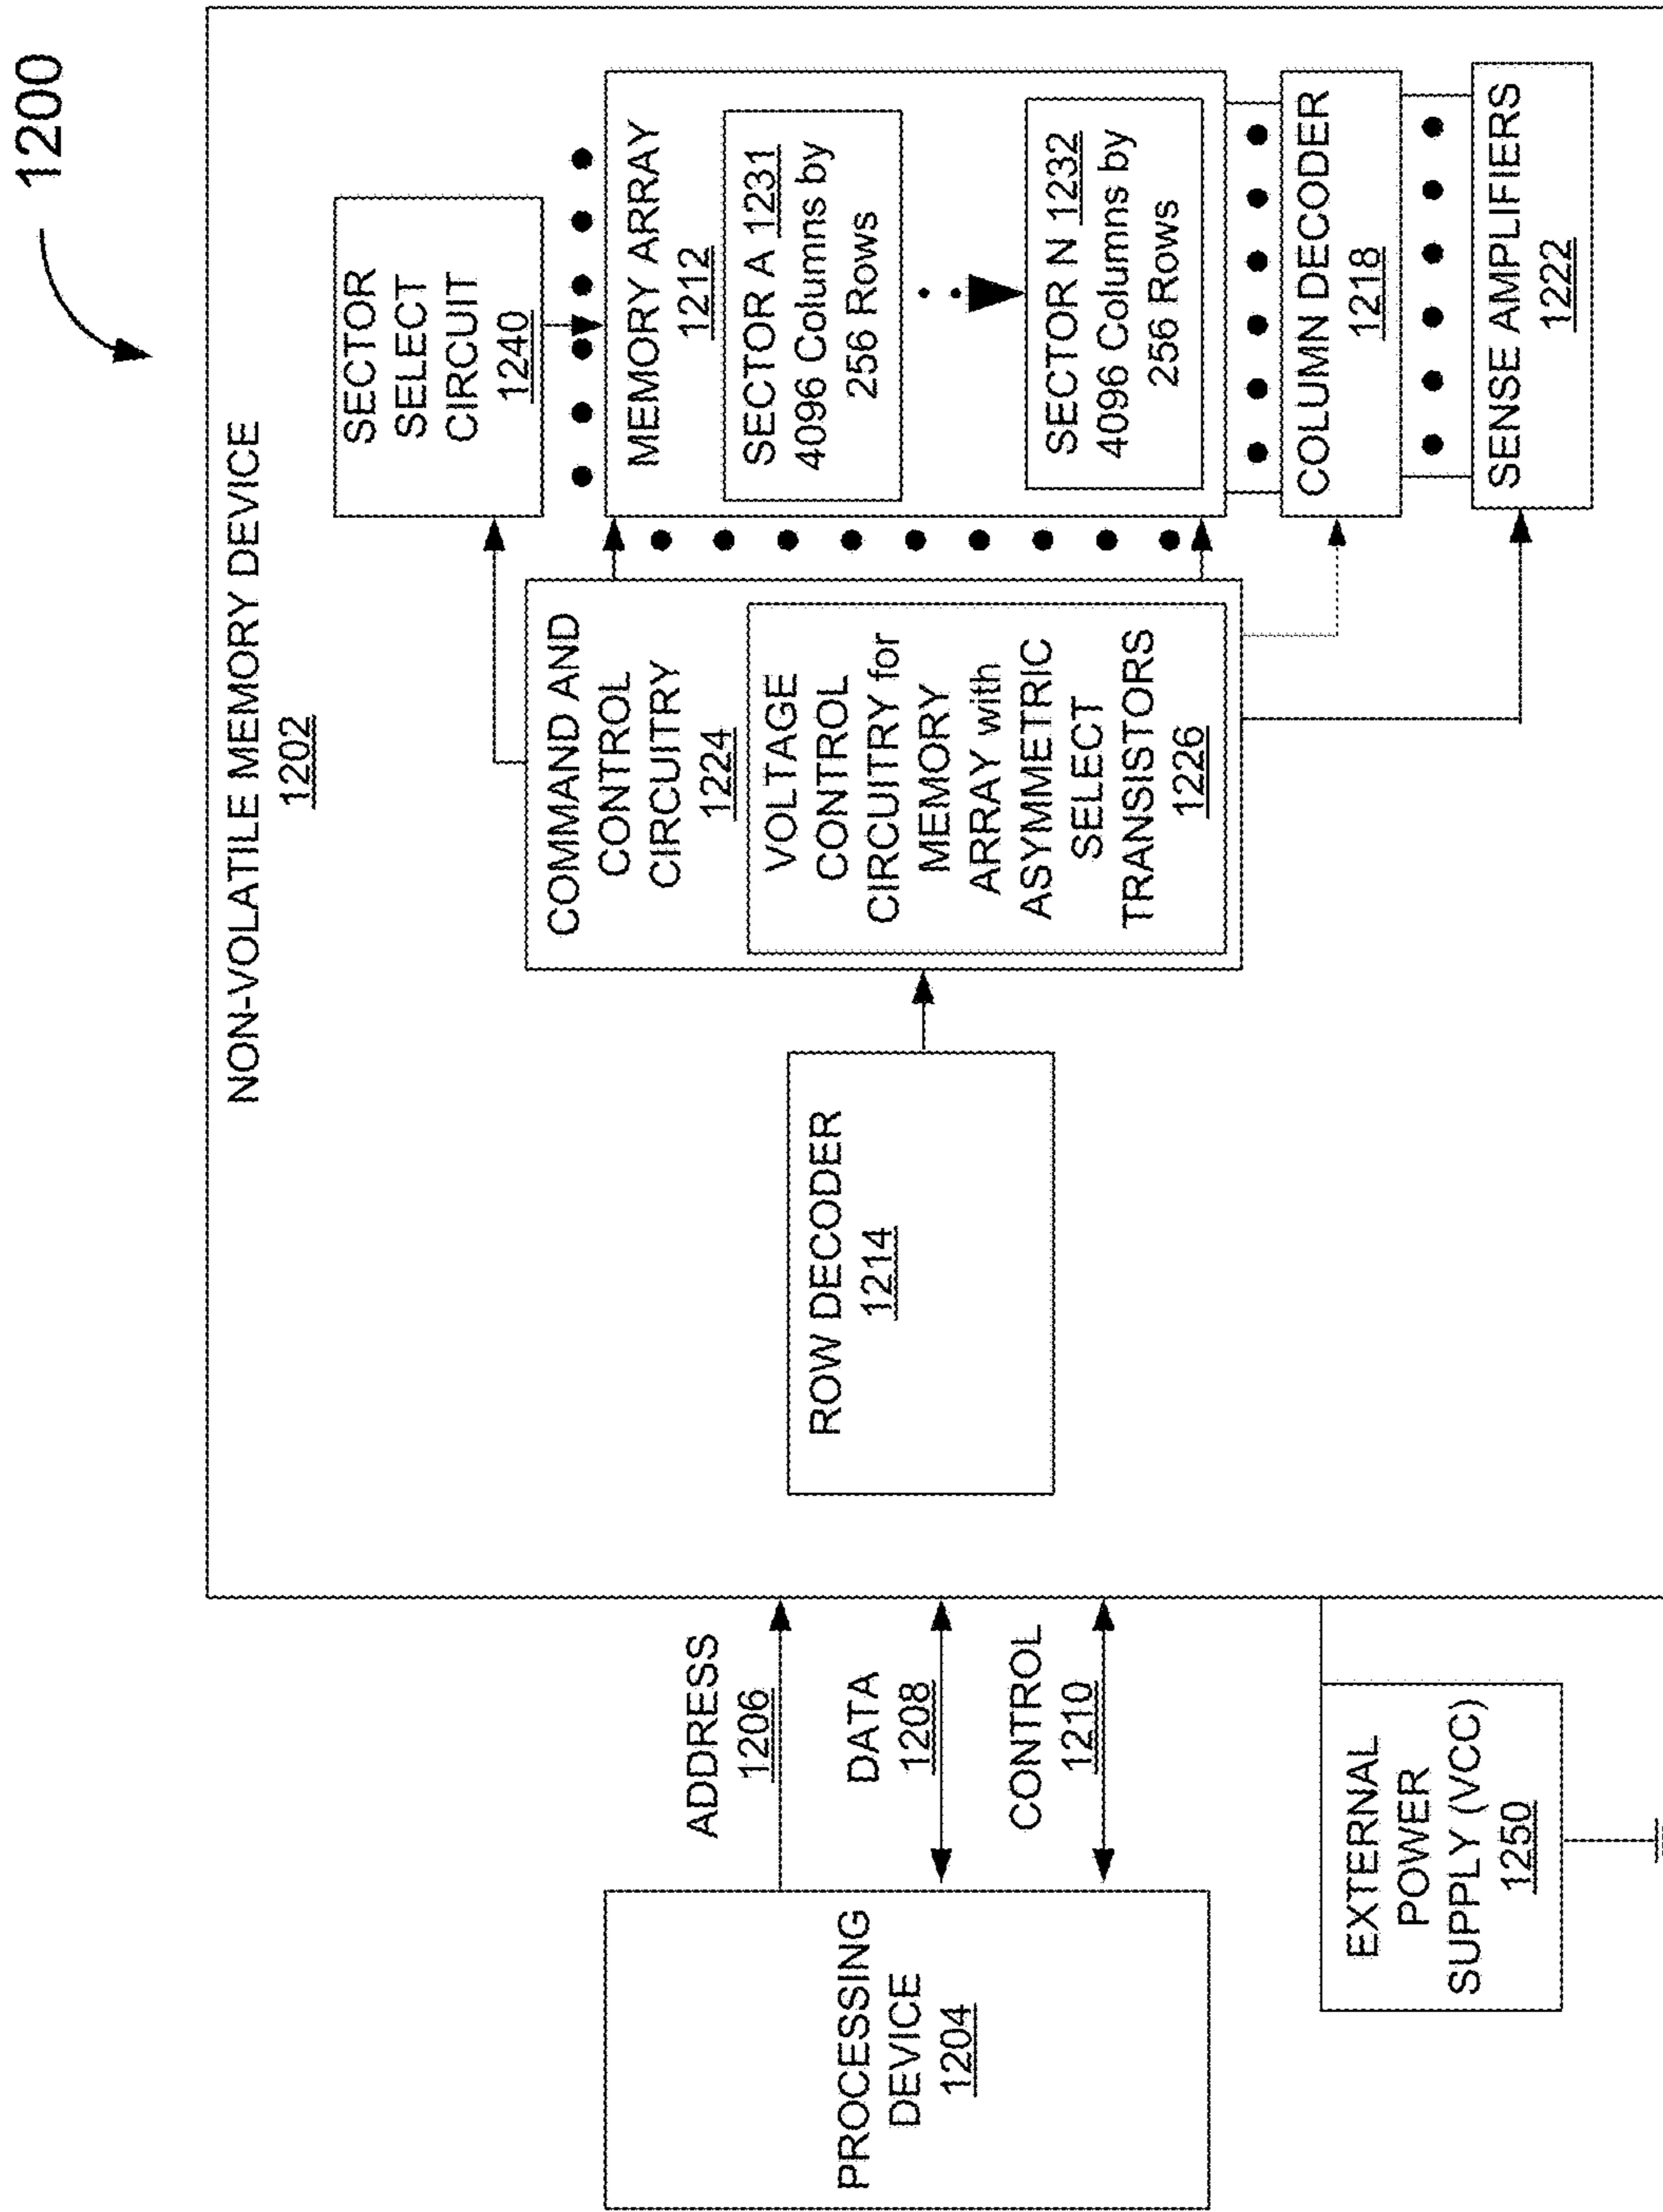 1200
NON-VOLATILE MEMORY DEVICE
1202
SECTOR
SELECT
CIRCUIT
1240
COMMAND AND
CONTROL
CIRCUITRY
1224
VOLTAGE
CONTROL
CIRCUITRY for
MEMORY
ARRAY with
ASYMMETRIC
SELECT
TRANSISTORS
1226
MEMORY ARRAY
1212
SECTOR A 1231
4096 Columns by
256 Rows
SECTOR N 1232
4096 Columns by
256 Rows
COLUMN DECODER
1218
SENSE AMPLIFIERS
1222
ROW DECODER
1214
ADDRESS
1206
DATA
1208
CONTROL
1210
PROCESSING
DEVICE
1204
EXTERNAL
POWER
SUPPLY (VCC)
1250